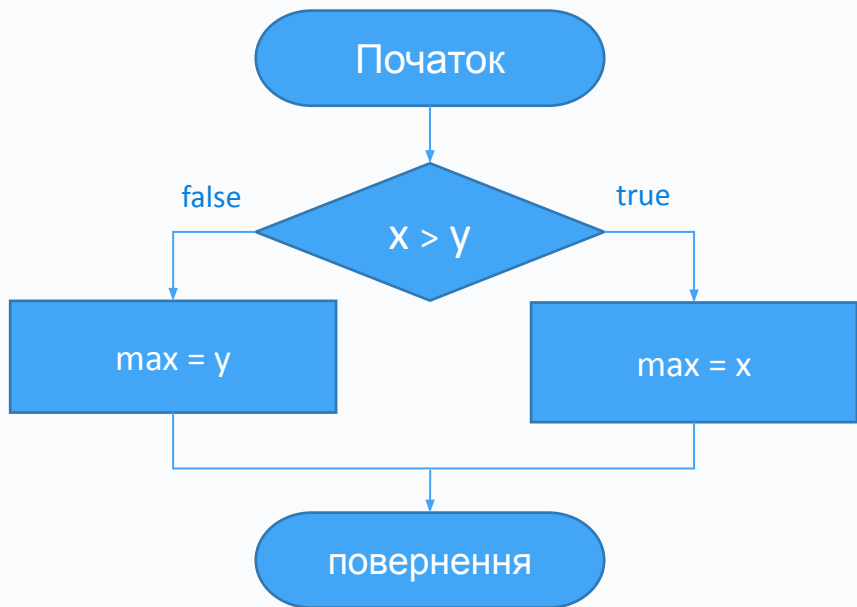 Початок
false
true
x > y
max = y
max = x
повернення